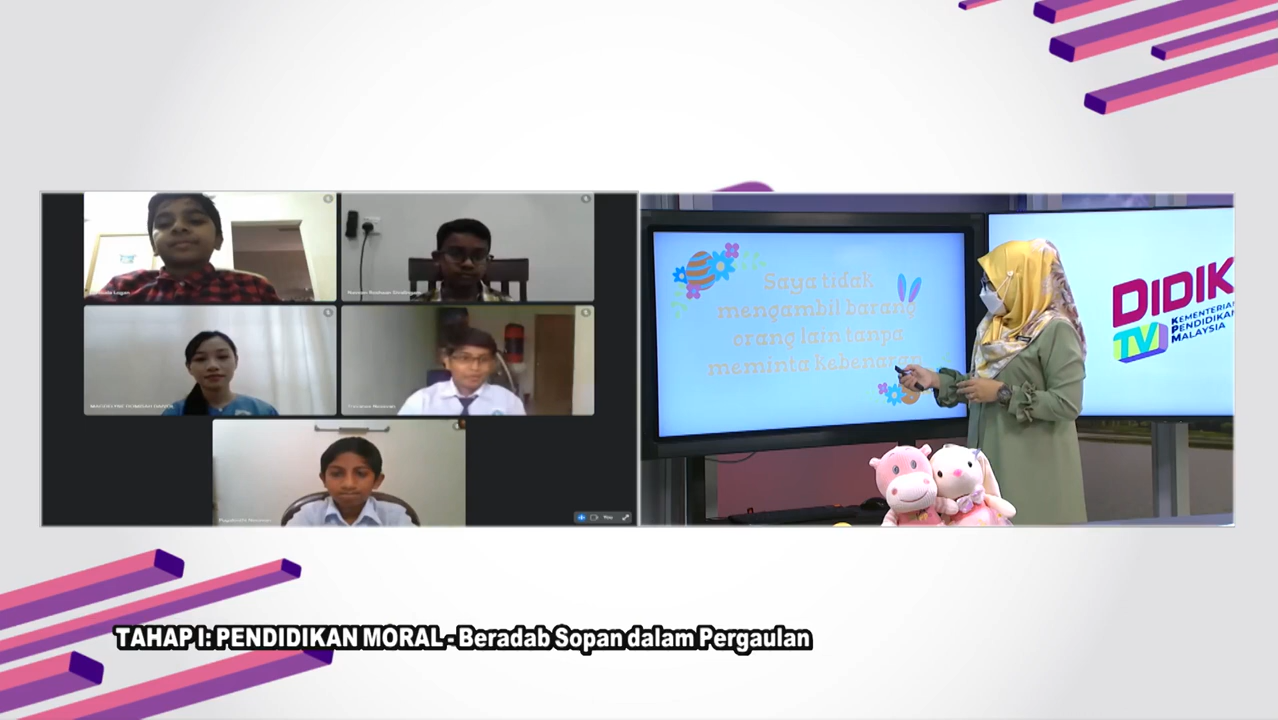 Saya tidak
mengambil barang
orang lain tanpa
meminta kebenaran
DIDIK
TV
KEMENTERIAN
PENDIDIKAN
MALAYSIA
You
TAHAP I: PENDIDIKAN MORAL - Beradab Sopan dalam Pergaulan